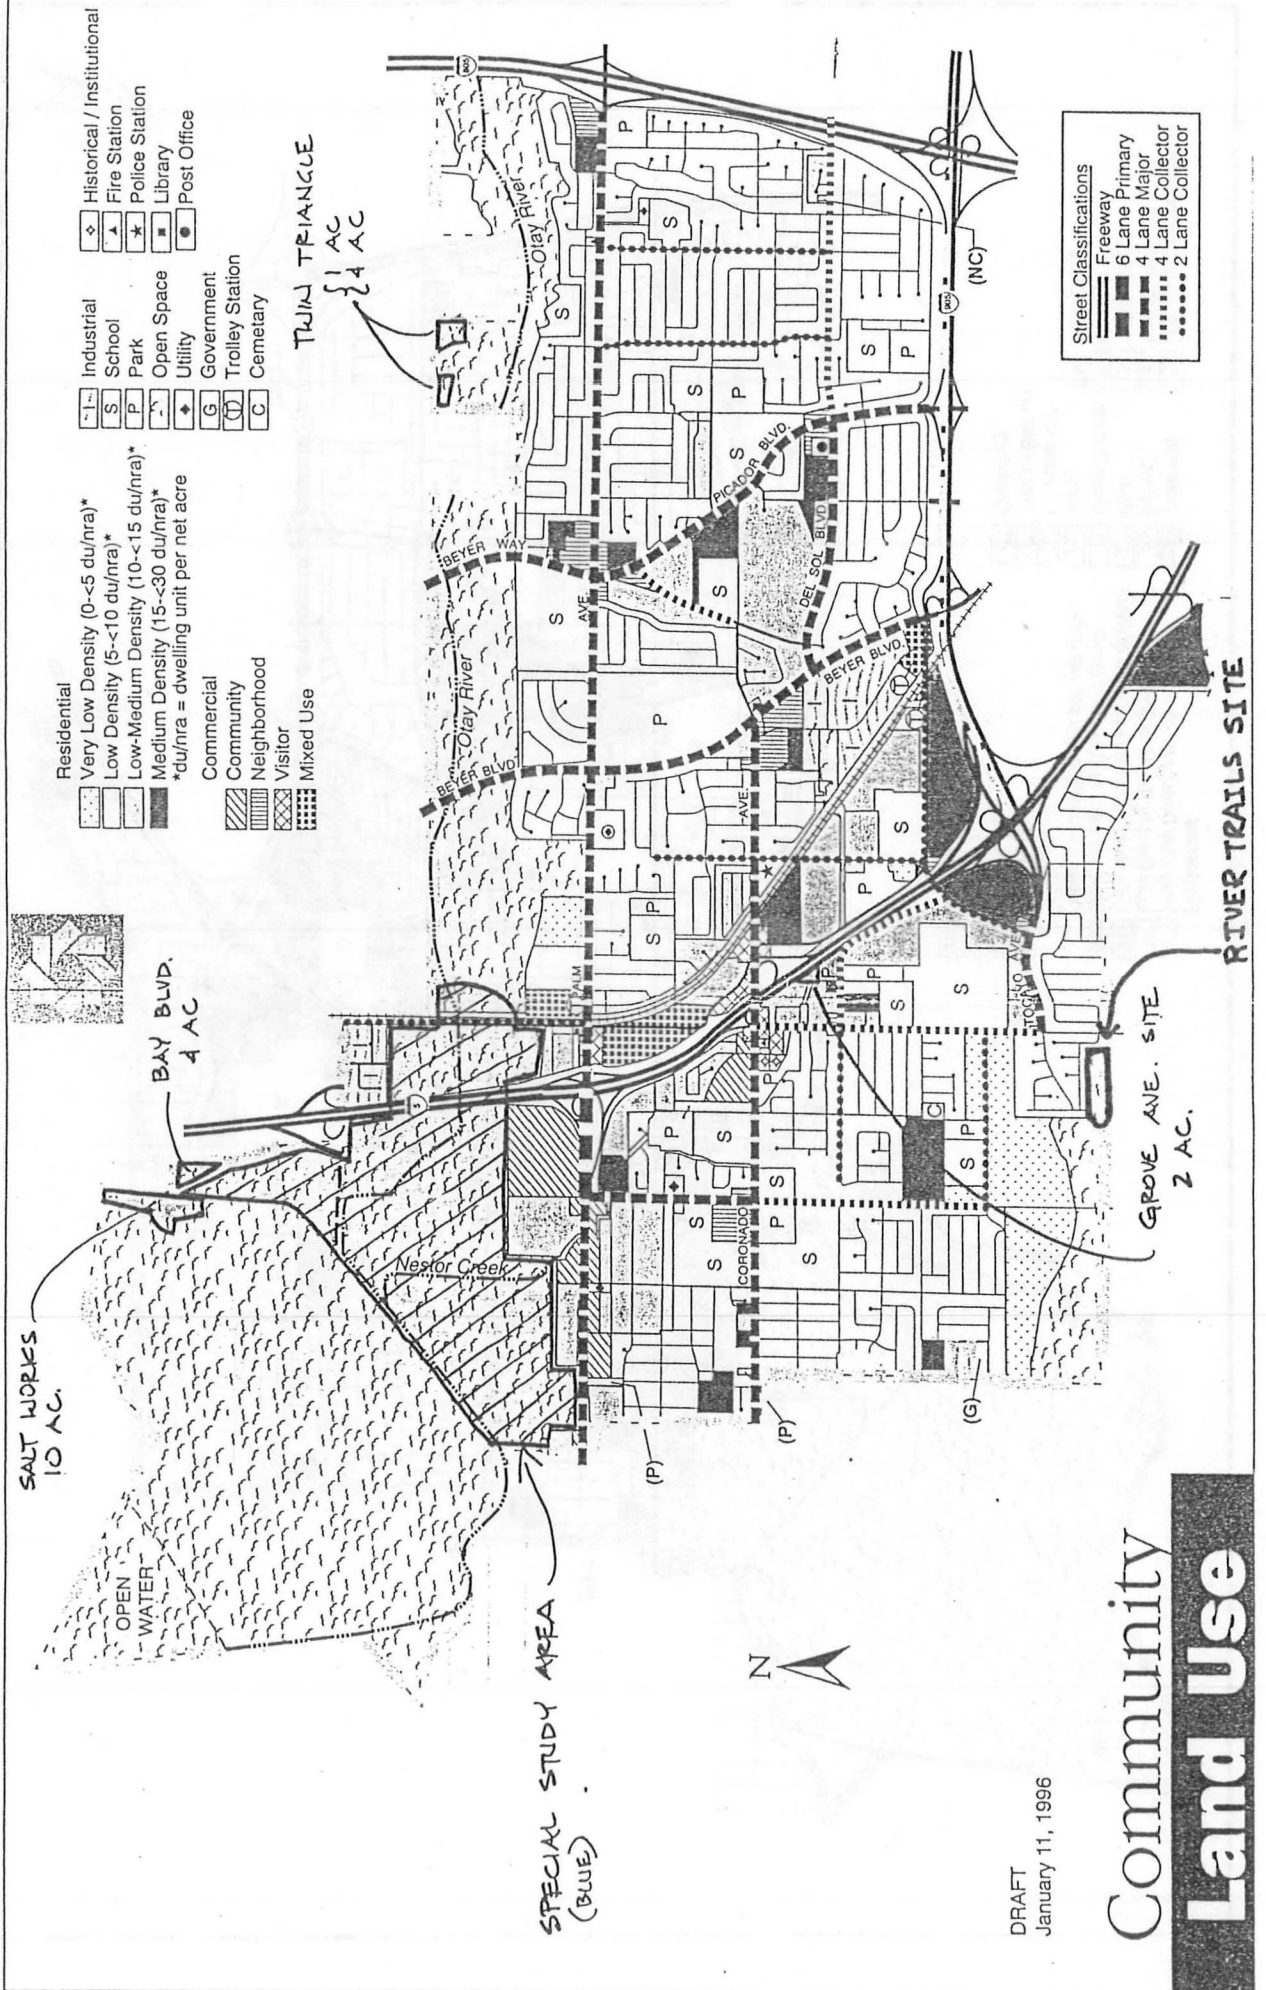 SALT WORKS
10 AC.
BAY BLVD.
4 AC
TWIN TRIANGLE
1 AC
4 AC
Residential
Very Low Density (0-<5 du/nra)*
Low Density (5-<10 du/nra)*
Low-Medium Density (10-<15 du/nra)*
Medium Density (15-<30 du/nra)*
*du/nra = dwelling unit per net acre
Commercial
Community
Neighborhood
Visitor
Mixed Use
I Industrial
S School
P Park
Open Space
Utility
G Government
T Trolley Station
C Cemetary
Historical / Institutional
Fire Station
Police Station
Library
Post Office
OPEN
WATER
Nestor Creek
Otay River
Otay River
BEYER BLVD.
BEYER WAY
PALM
AVE.
PICADOR BLVD.
DEL SOL BLVD
BEYER BLVD.
CORONADO
AVE.
TOCAYO AVE
805
5
905
(NC)
(P)
(P)
(G)
SPECIAL STUDY AREA
(BLUE)
N
GROVE AVE. SITE
2 AC.
RIVER TRAILS SITE
Street Classifications
Freeway
6 Lane Primary
4 Lane Major
4 Lane Collector
2 Lane Collector
DRAFT
January 11, 1996
Community
Land Use